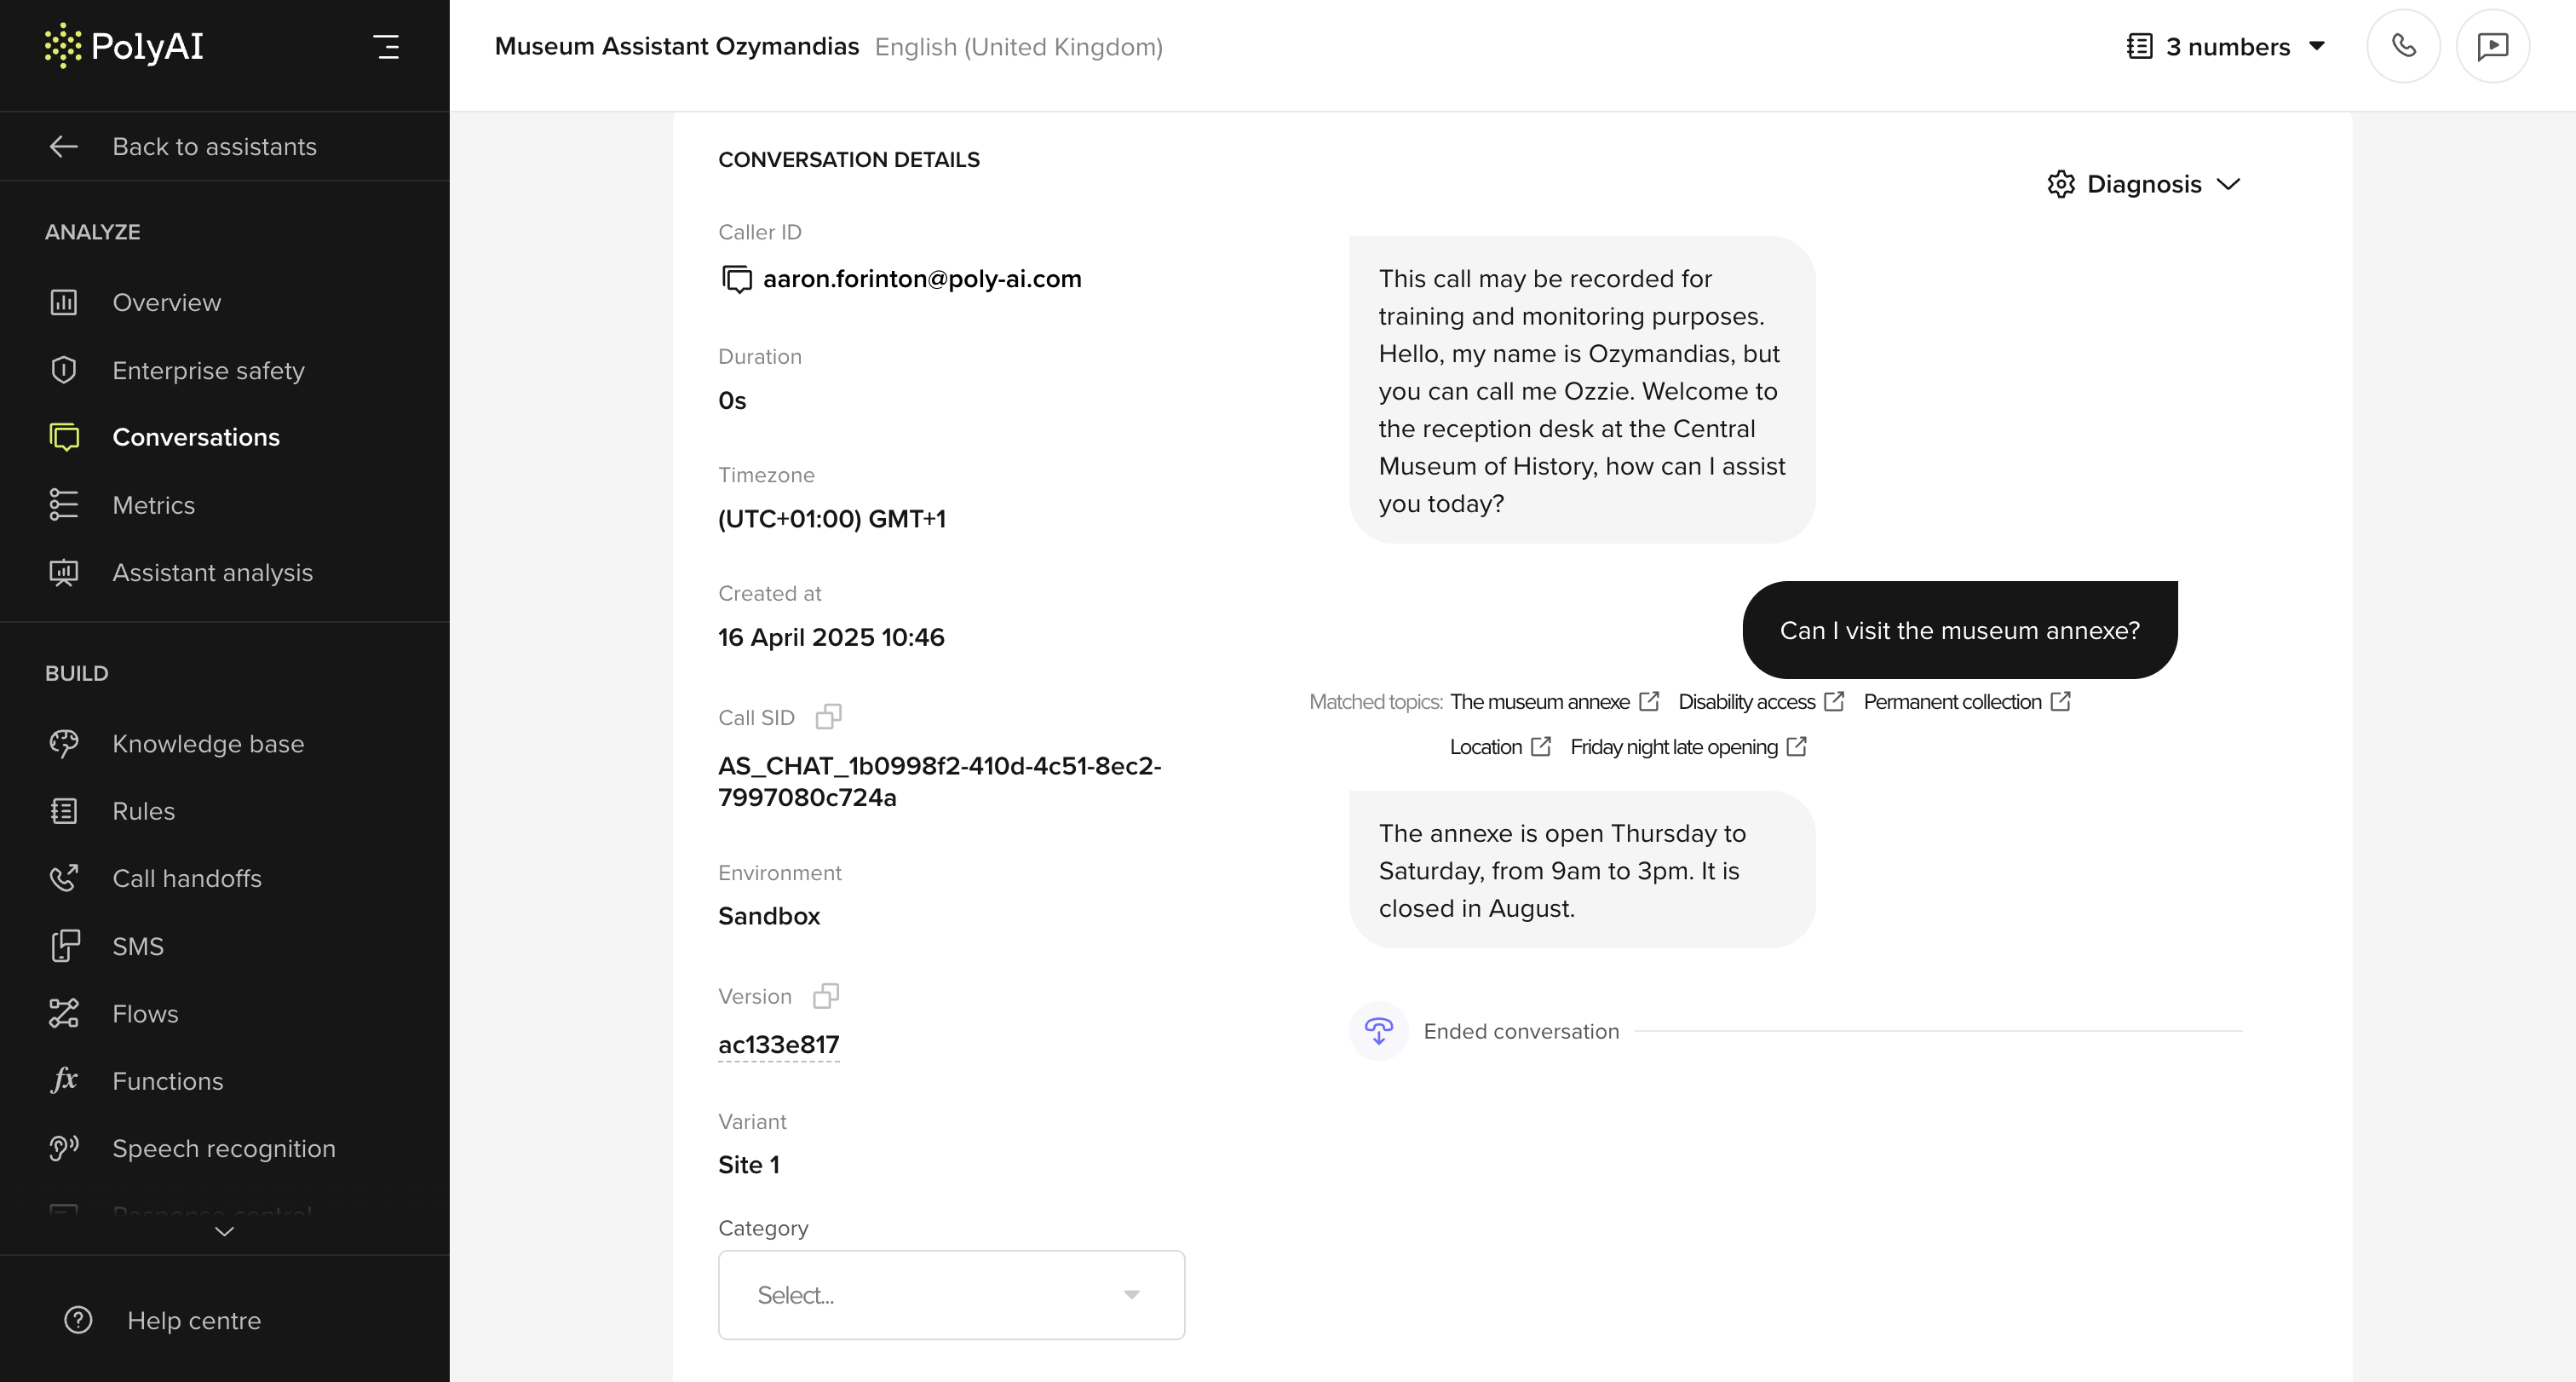 PolyAI
Back to assistants
ANALYZE
Overview
Enterprise safety
Conversations
Metrics
Assistant analysis
BUILD
Knowledge base
Rules
Call handoffs
SMS
Flows
fx Functions
Speech recognition
Response control
Help centre
Museum Assistant Ozymandias English (United Kingdom)
3 numbers
CONVERSATION DETAILS
Caller ID
aaron.forinton@poly-ai.com
Duration
0s
Timezone
(UTC+01:00) GMT+1
Created at
16 April 2025 10:46
Call SID
AS_CHAT_1b0998f2-410d-4c51-8ec2-
7997080c724a
Environment
Sandbox
Version
ac133e817
Variant
Site 1
Category
Select...
Diagnosis
This call may be recorded for
training and monitoring purposes.
Hello, my name is Ozymandias, but
you can call me Ozzie. Welcome to
the reception desk at the Central
Museum of History, how can I assist
you today?
Can I visit the museum annexe?
Matched topics: The museum annexe Disability access Permanent collection
Location Friday night late opening
The annexe is open Thursday to
Saturday, from 9am to 3pm. It is
closed in August.
Ended conversation